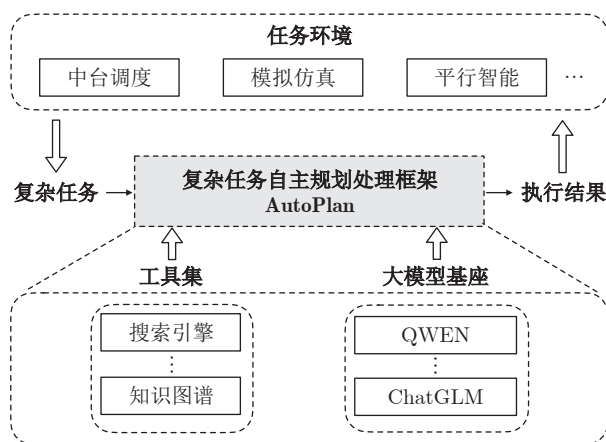 任务环境
中台调度
模拟仿真
平行智能
…
复杂任务
复杂任务自主规划处理框架
AutoPlan
执行结果
工具集
大模型基座
搜索引擎
⋮
知识图谱
QWEN
⋮
ChatGLM